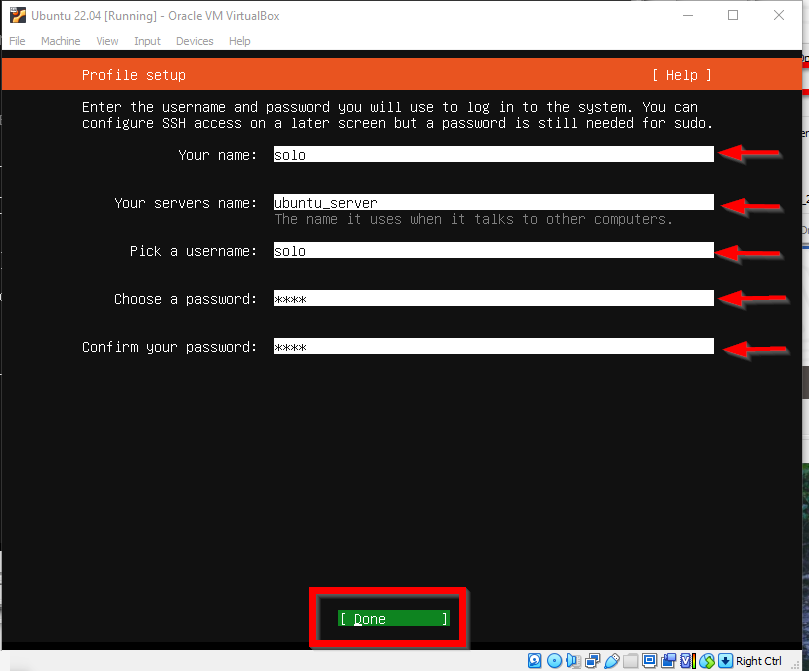 Ubuntu 22.04 [Running] - Oracle VM VirtualBox
File Machine View Input Devices Help
Profile setup [ Help ]
Enter the username and password you will use to log in to the system. You can
configure SSH access on a later screen but a password is still needed for sudo.
Your name: solo
Your servers name: ubuntu_server
The name it uses when it talks to other computers.
Pick a username: solo
Choose a password: ****
Confirm your password: ****
[ Done ]
Right Ctrl